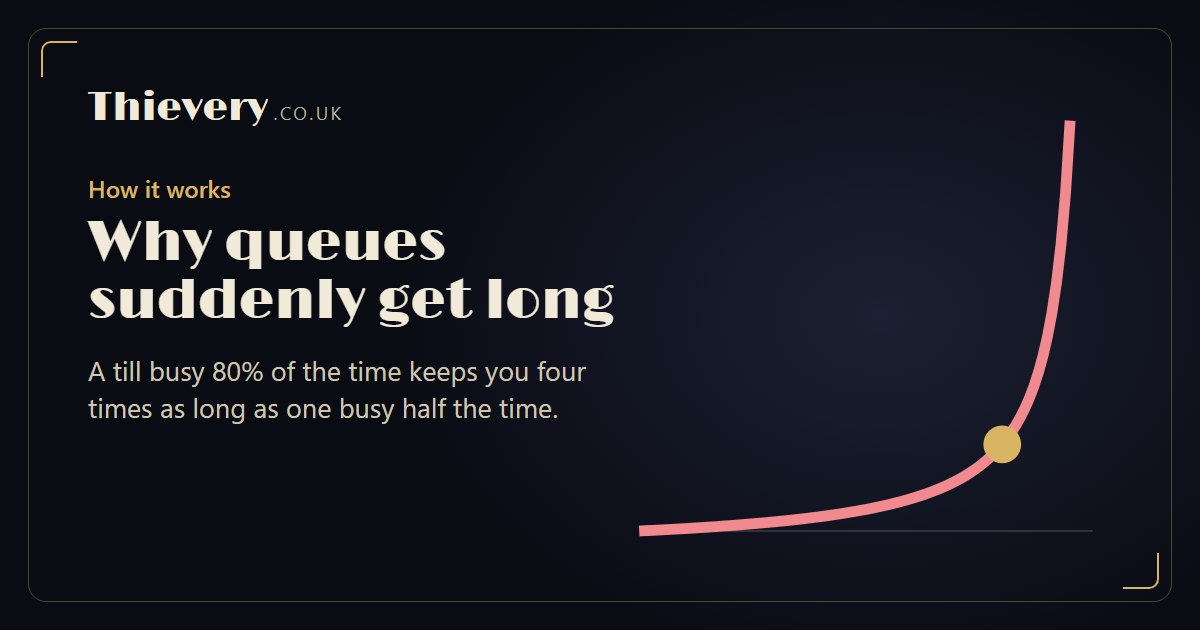 Thievery.CO.UK
How it works
Why queues
suddenly get long
A till busy 80% of the time keeps you four
times as long as one busy half the time.